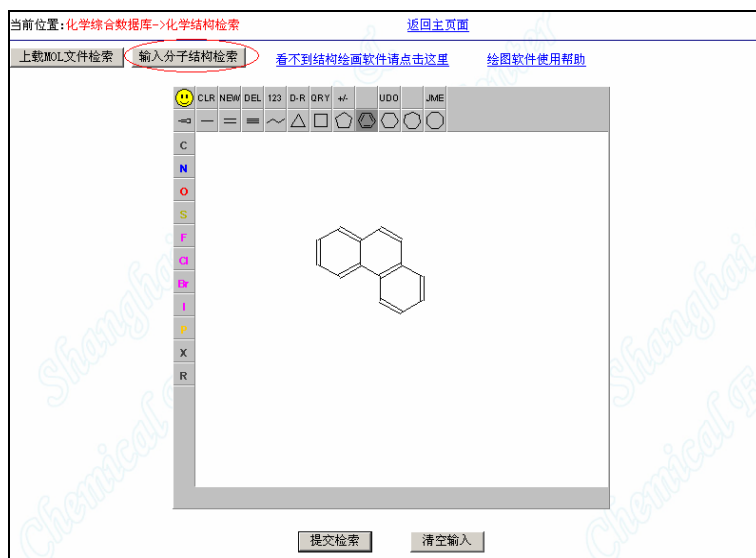 当前位置:化学综合数据库->化学结构检索 返回主页面
上载MOL文件检索 输入分子结构检索 看不到结构绘画软件请点击这里 绘图软件使用帮助
CLR NEW DEL 123 D-R QRY +/- UDO JME
C
N
O
S
F
Cl
Br
I
P
X
R
Shanghai
Shanghai
Chemical
Chemical
提交检索 清空输入